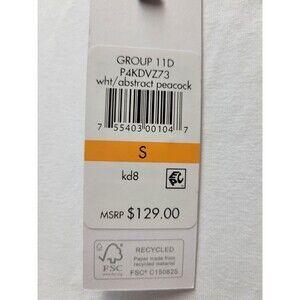 GROUP 11D
P4KDVZ73
wht/abstract peacock
7 55403 00104 7
S
kd8
MSRP $129.00
FSC
RECYCLED
Paper made from
recycled material
FSC® C150825